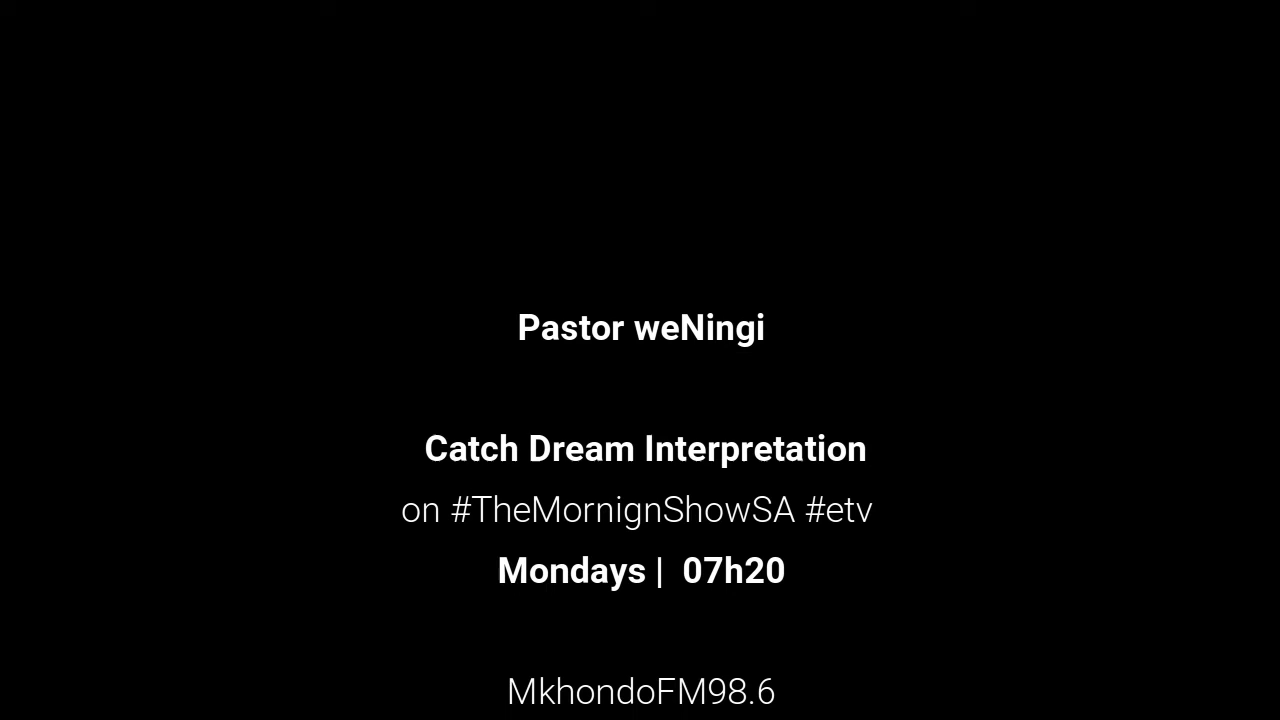 Pastor weNingi
Catch Dream Interpretation
on #TheMornignShowSA #etv
Mondays | 07h20
MkhondoFM98.6